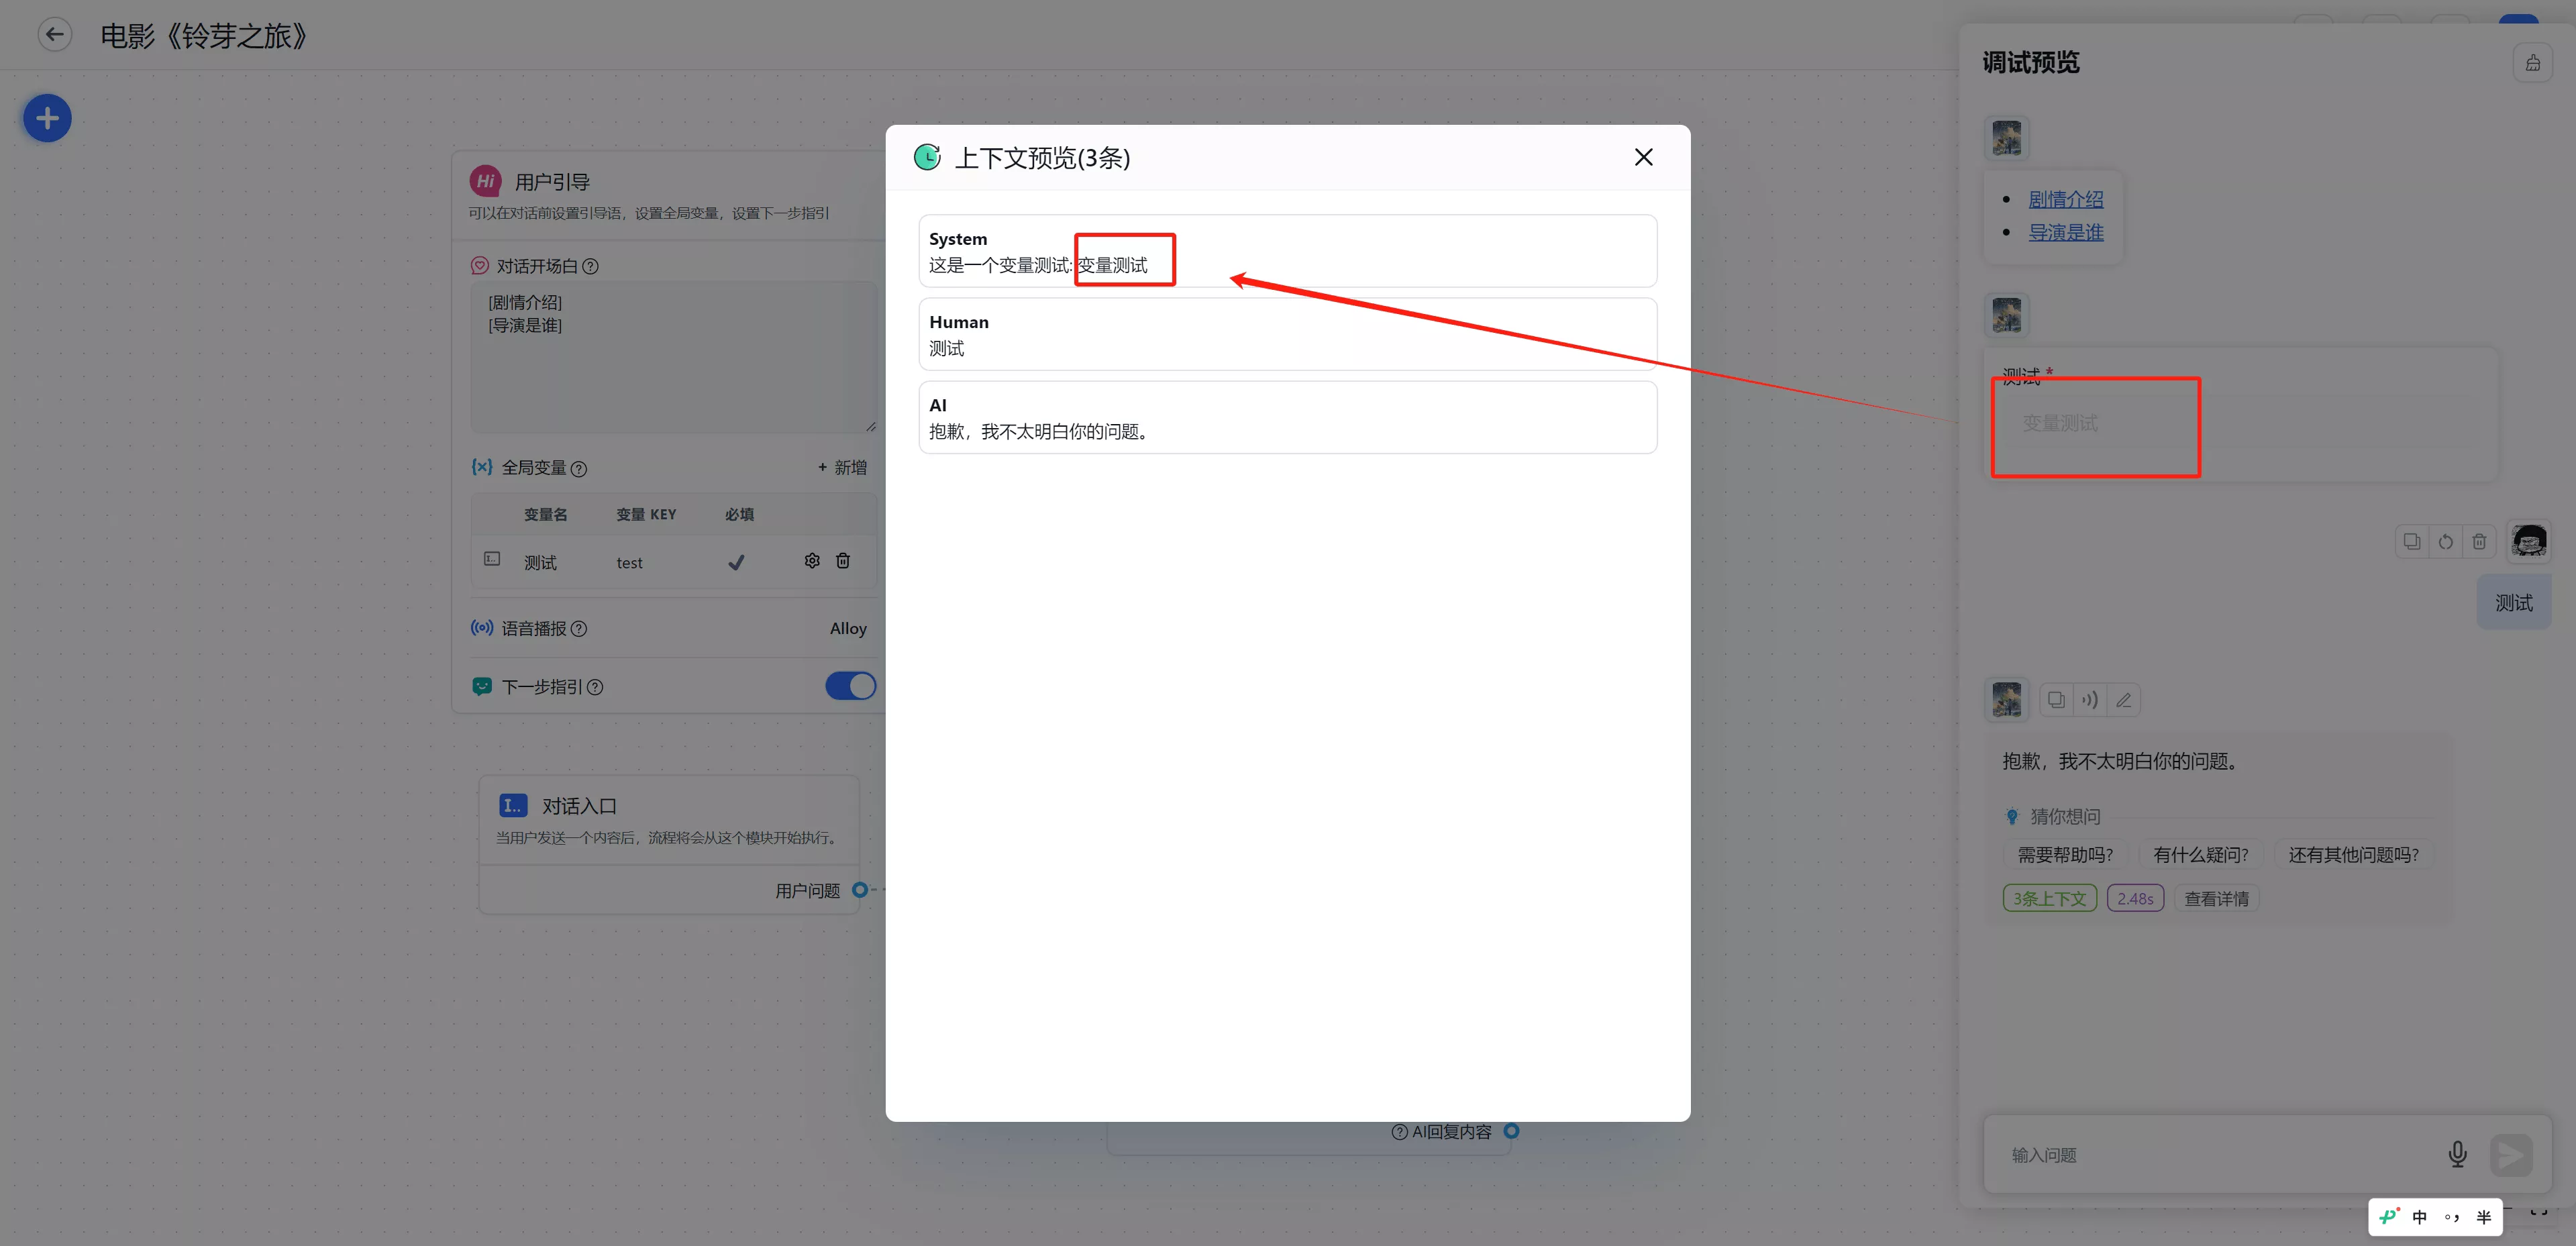 电影《铃芽之旅》
Hi 用户引导
可以在对话前设置引导语，设置全局变量，设置下一步指引
对话开场白
[剧情介绍]
[导演是谁]
全局变量
+ 新增
变量名 变量 KEY 必填
测试 test
语音播报 Alloy
下一步指引
对话入口
当用户发送一个内容后，流程将会从这个模块开始执行。
用户问题
上下文预览(3条)
System
这是一个变量测试:变量测试
Human
测试
AI
抱歉，我不太明白你的问题。
AI回复内容
调试预览
剧情介绍
导演是谁
测试 *
变量测试
测试
抱歉，我不太明白你的问题。
猜你想问
需要帮助吗? 有什么疑问? 还有其他问题吗?
3条上下文 2.48s 查看详情
输入问题
中 ◦, 半